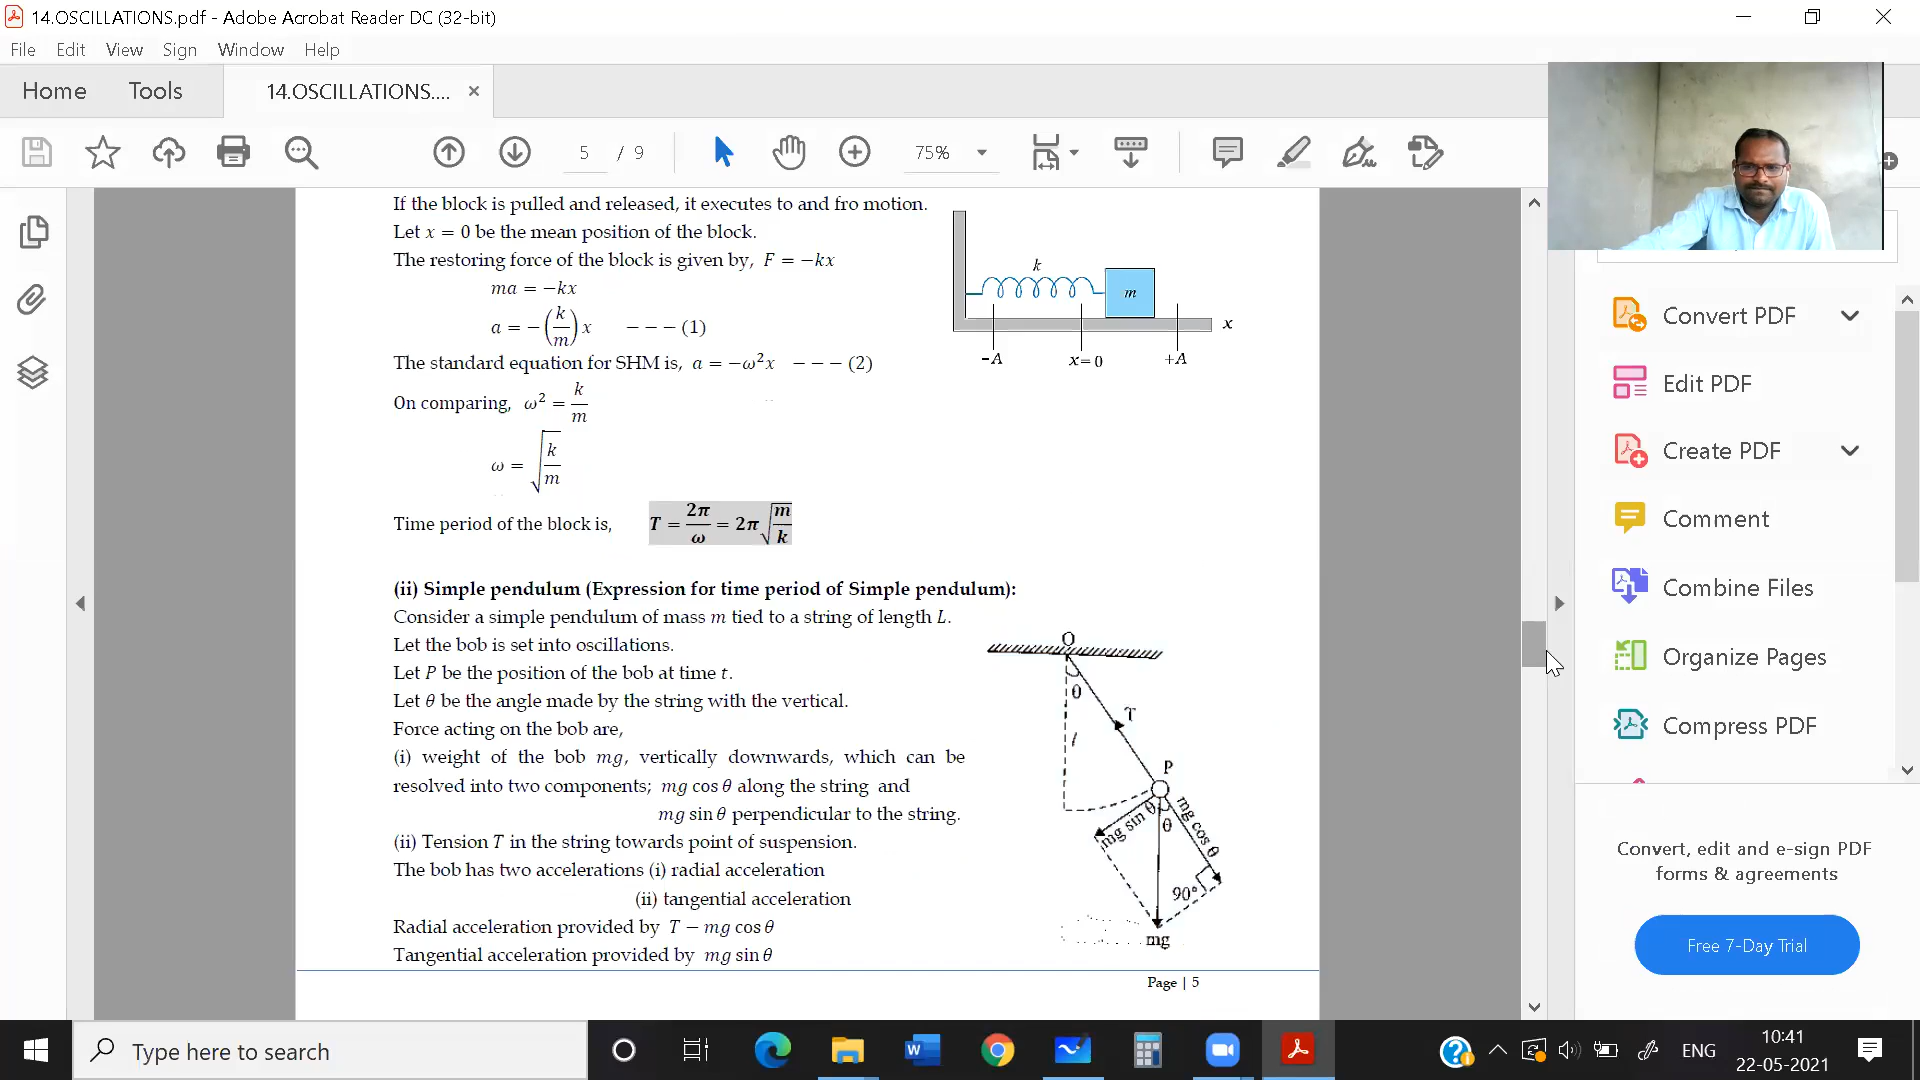 14.OSCILLATIONS.pdf - Adobe Acrobat Reader DC (32-bit)
File Edit View Sign Window Help
Home Tools 14.OSCILLATIONS.... ×
5 / 9 75%
If the block is pulled and released, it executes to and fro motion.
Let x = 0 be the mean position of the block.
The restoring force of the block is given by, F = −kx
ma = −kx
a = −(k/m)x − − − (1)
The standard equation for SHM is, a = −ω²x − − − (2)
On comparing, ω² = k/m
ω = √(k/m)
Time period of the block is, T = 2π/ω = 2π√(m/k)
k
m
x
−A x=0 +A
(ii) Simple pendulum (Expression for time period of Simple pendulum):
Consider a simple pendulum of mass m tied to a string of length L.
Let the bob is set into oscillations.
Let P be the position of the bob at time t.
Let θ be the angle made by the string with the vertical.
Force acting on the bob are,
(i) weight of the bob mg, vertically downwards, which can be
resolved into two components; mg cos θ along the string and
mg sin θ perpendicular to the string.
(ii) Tension T in the string towards point of suspension.
The bob has two accelerations (i) radial acceleration
(ii) tangential acceleration
Radial acceleration provided by T − mg cos θ
Tangential acceleration provided by mg sin θ
O
θ
T
l
P
mg sin θ
θ
mg cos θ
90°
mg
Page | 5
Convert PDF
Edit PDF
Create PDF
Comment
Combine Files
Organize Pages
Compress PDF
Convert, edit and e-sign PDF
forms & agreements
Free 7-Day Trial
Type here to search
ENG
10:41
22-05-2021